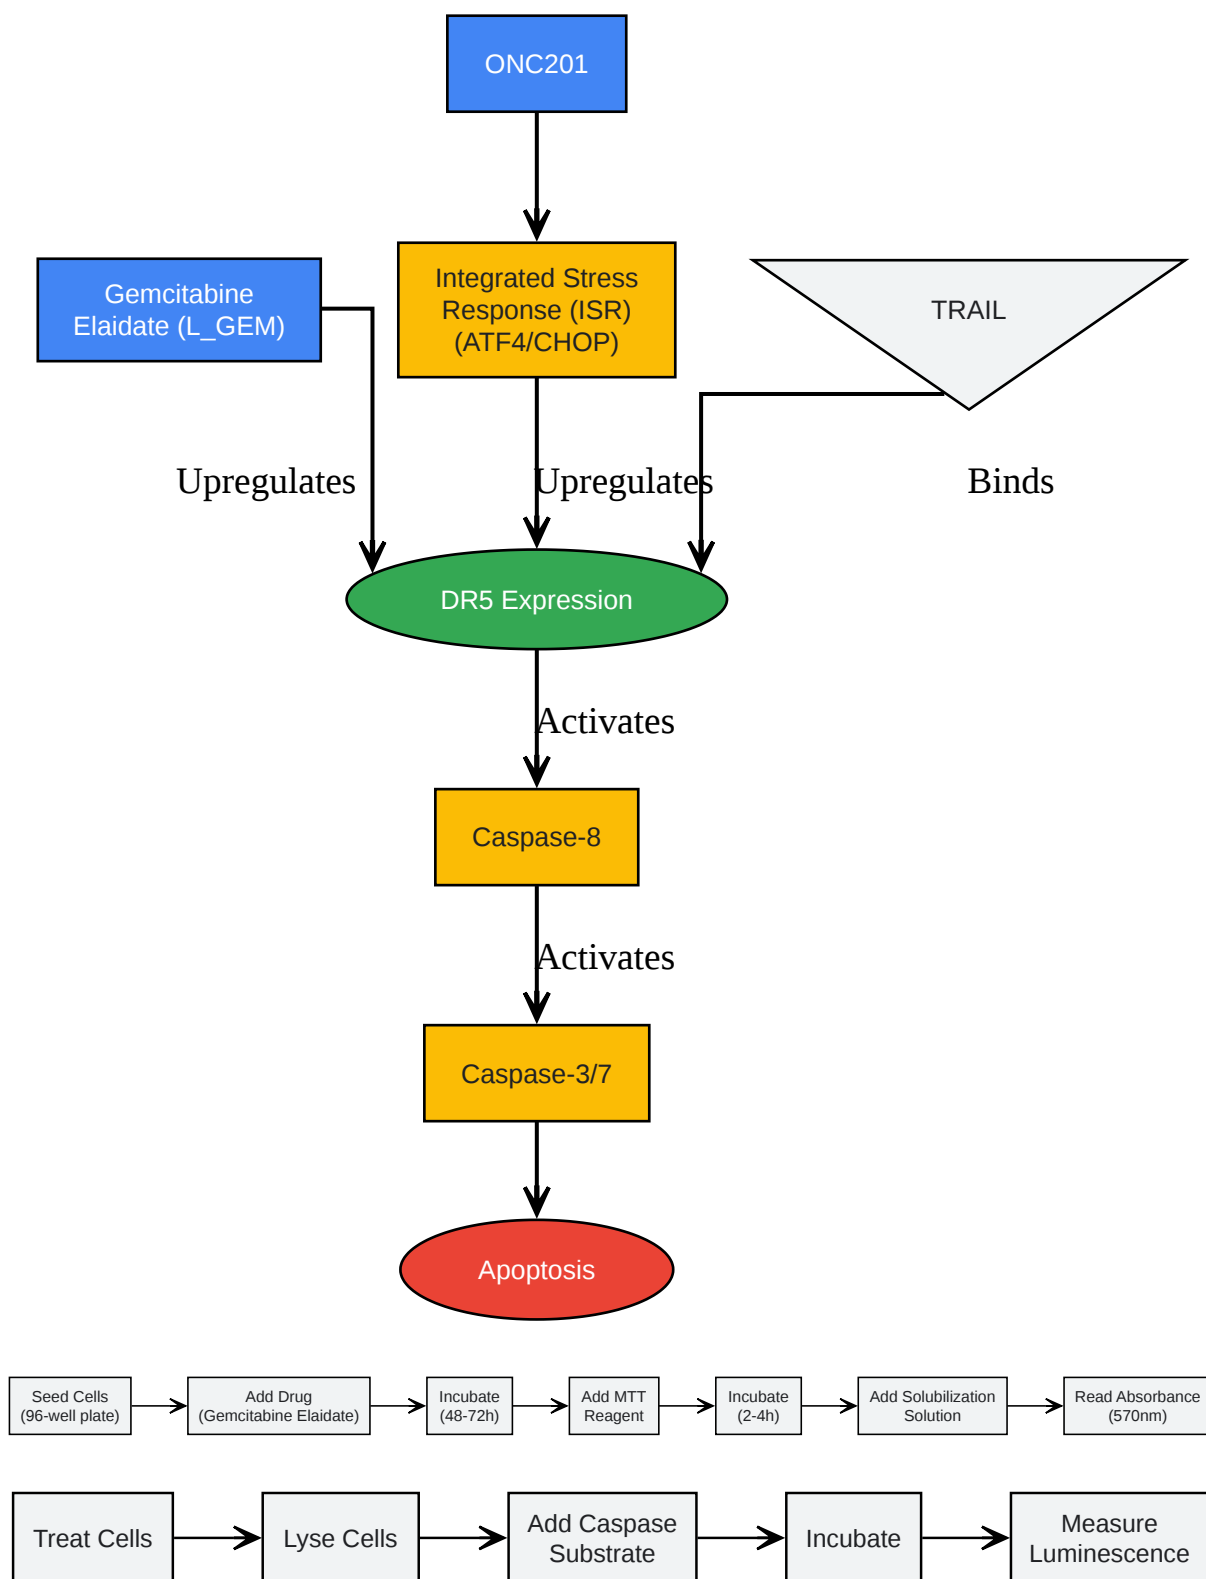 ONC201
Gemcitabine
Elaidate (L_GEM)
Integrated Stress
Response (ISR)
(ATF4/CHOP)
TRAIL
Upregulates
Upregulates
Binds
DR5 Expression
Activates
Caspase-8
Activates
Caspase-3/7
Apoptosis
Seed Cells
(96-well plate)
Add Drug
(Gemcitabine Elaidate)
Incubate
(48-72h)
Add MTT
Reagent
Incubate
(2-4h)
Add Solubilization
Solution
Read Absorbance
(570nm)
Treat Cells
Lyse Cells
Add Caspase
Substrate
Incubate
Measure
Luminescence